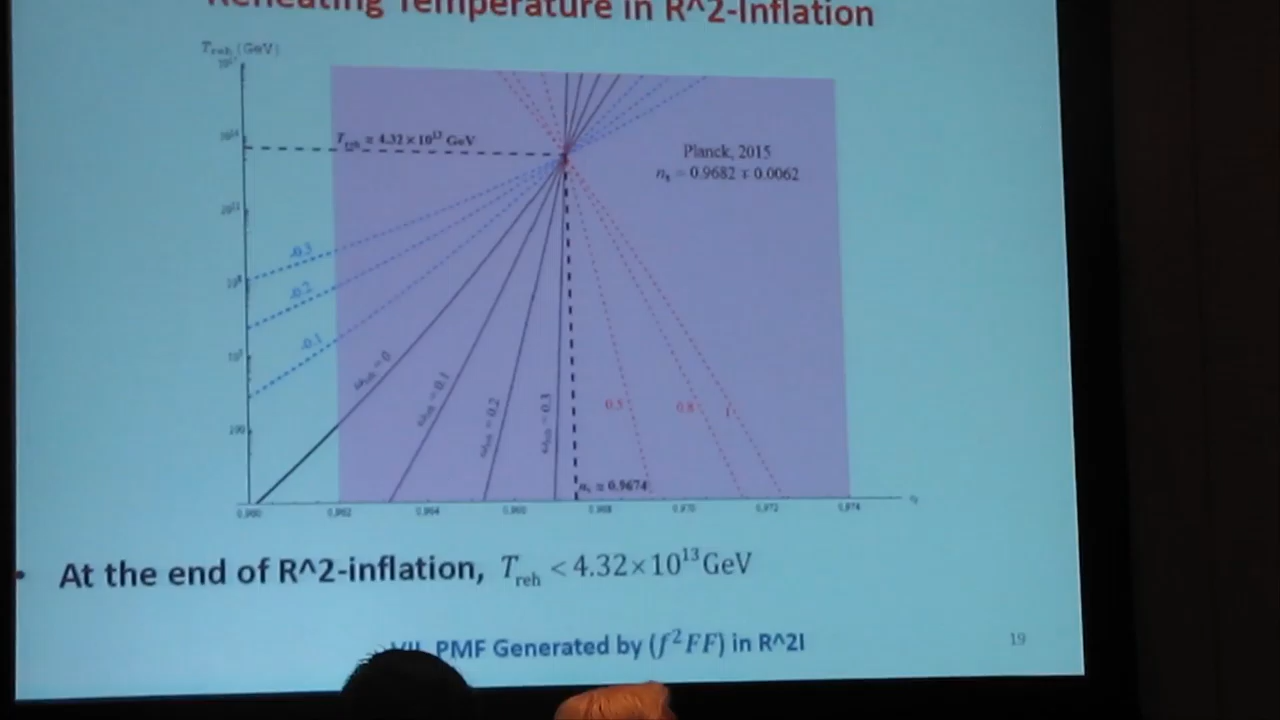 Reheating Temperature in R^2-Inflation
T_reh (GeV)
T_reh ≅ 4.32×10^13 GeV
Planck, 2015
n_s = 0.9682 ∓ 0.0062
-0.3
-0.2
-0.1
ω_reh = 0
ω_reh = 0.1
ω_reh = 0.2
ω_reh = 0.3
0.5
0.8
1
n_s ≅ 0.9674
0.960 0.962 0.964 0.966 0.968 0.970 0.972 0.974
• At the end of R^2-inflation, T_reh < 4.32×10^13 GeV
VII. PMF Generated by (f²FF) in R^2I
19